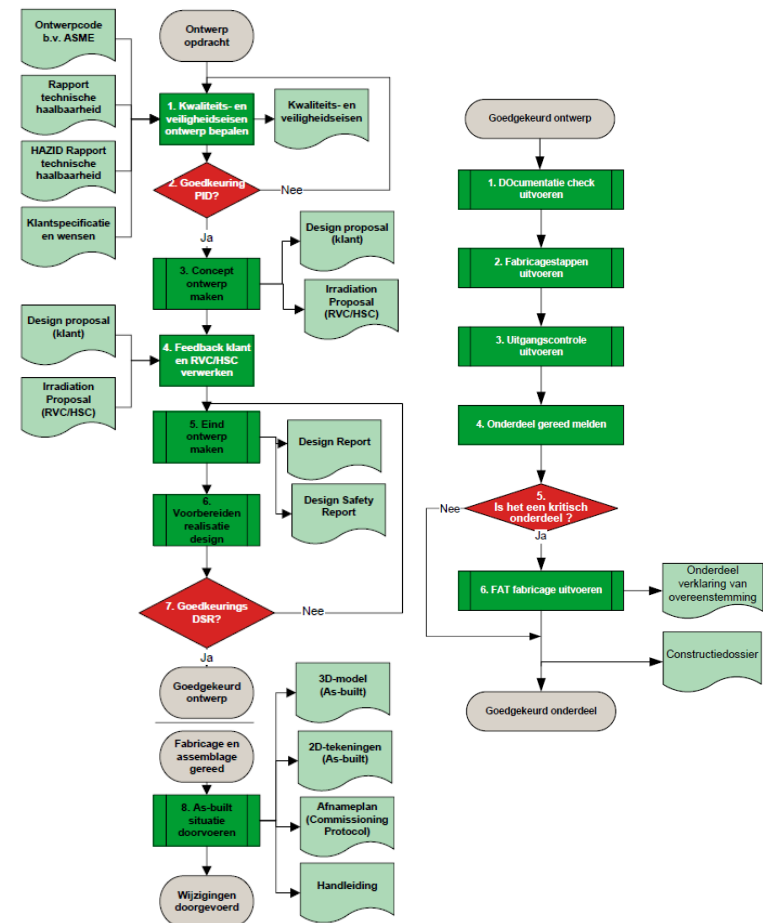 Ontwerpcode
b.v. ASME
Rapport
technische
haalbaarheid
HAZID Rapport
technische
haalbaarheid
Klantspecificatie
en wensen
Ontwerp
opdracht
1. Kwaliteits- en
veiligheidseisen
ontwerp bepalen
Kwaliteits- en
veiligheidseisen
2. Goedkeuring
PID?
Nee
Ja
3. Concept
ontwerp
maken
Design proposal
(klant)
Irradiation
Proposal
(RVC/HSC)
Design proposal
(klant)
Irradiation
Proposal
(RVC/HSC)
4. Feedback klant
en RVC/HSC
verwerken
5. Eind
ontwerp
maken
Design Report
Design Safety
Report
6.
Voorbereiden
realisatie
design
7. Goedkeurings
DSR?
Nee
Ja
Goedgekeurd
ontwerp
Fabricage en
assemblage
gereed
8. As-built
situatie
doorvoeren
3D-model
(As-built)
2D-tekeningen
(As-built)
Afnameplan
(Commissioning
Protocol)
Handleiding
Wijzigingen
doorgevoerd
Goedgekeurd ontwerp
1. DOcumentatie check
uitvoeren
2. Fabricagestappen
uitvoeren
3. Uitgangscontrole
uitvoeren
4. Onderdeel gereed melden
5.
Is het een kritisch
onderdeel ?
Nee
Ja
6. FAT fabricage uitvoeren
Onderdeel
verklaring van
overeenstemming
Constructiedossier
Goedgekeurd onderdeel